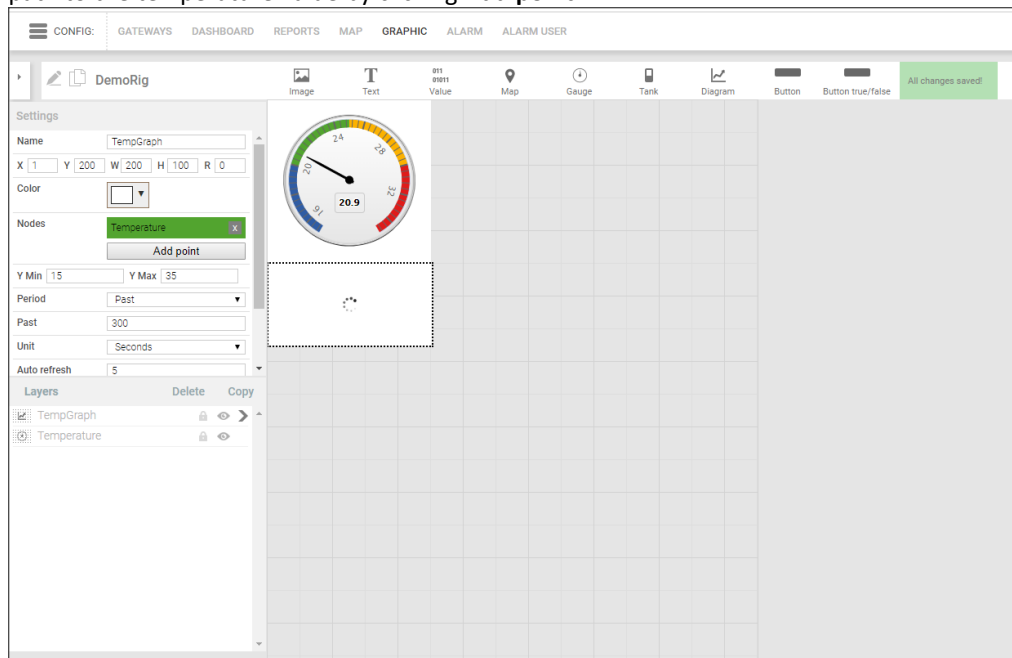 CONFIG: GATEWAYS DASHBOARD REPORTS MAP GRAPHIC ALARM ALARM USER
DemoRig
Image Text Value Map Gauge Tank Diagram Button Button true/false
011
01011
All changes saved!
Settings
Name TempGraph
X 1 Y 200 W 200 H 100 R 0
Color
Nodes Temperature x
Add point
Y Min 15 Y Max 35
Period Past
Past 300
Unit Seconds
Auto refresh 5
Layers Delete Copy
TempGraph
Temperature
16 20 24 28 32
20.9